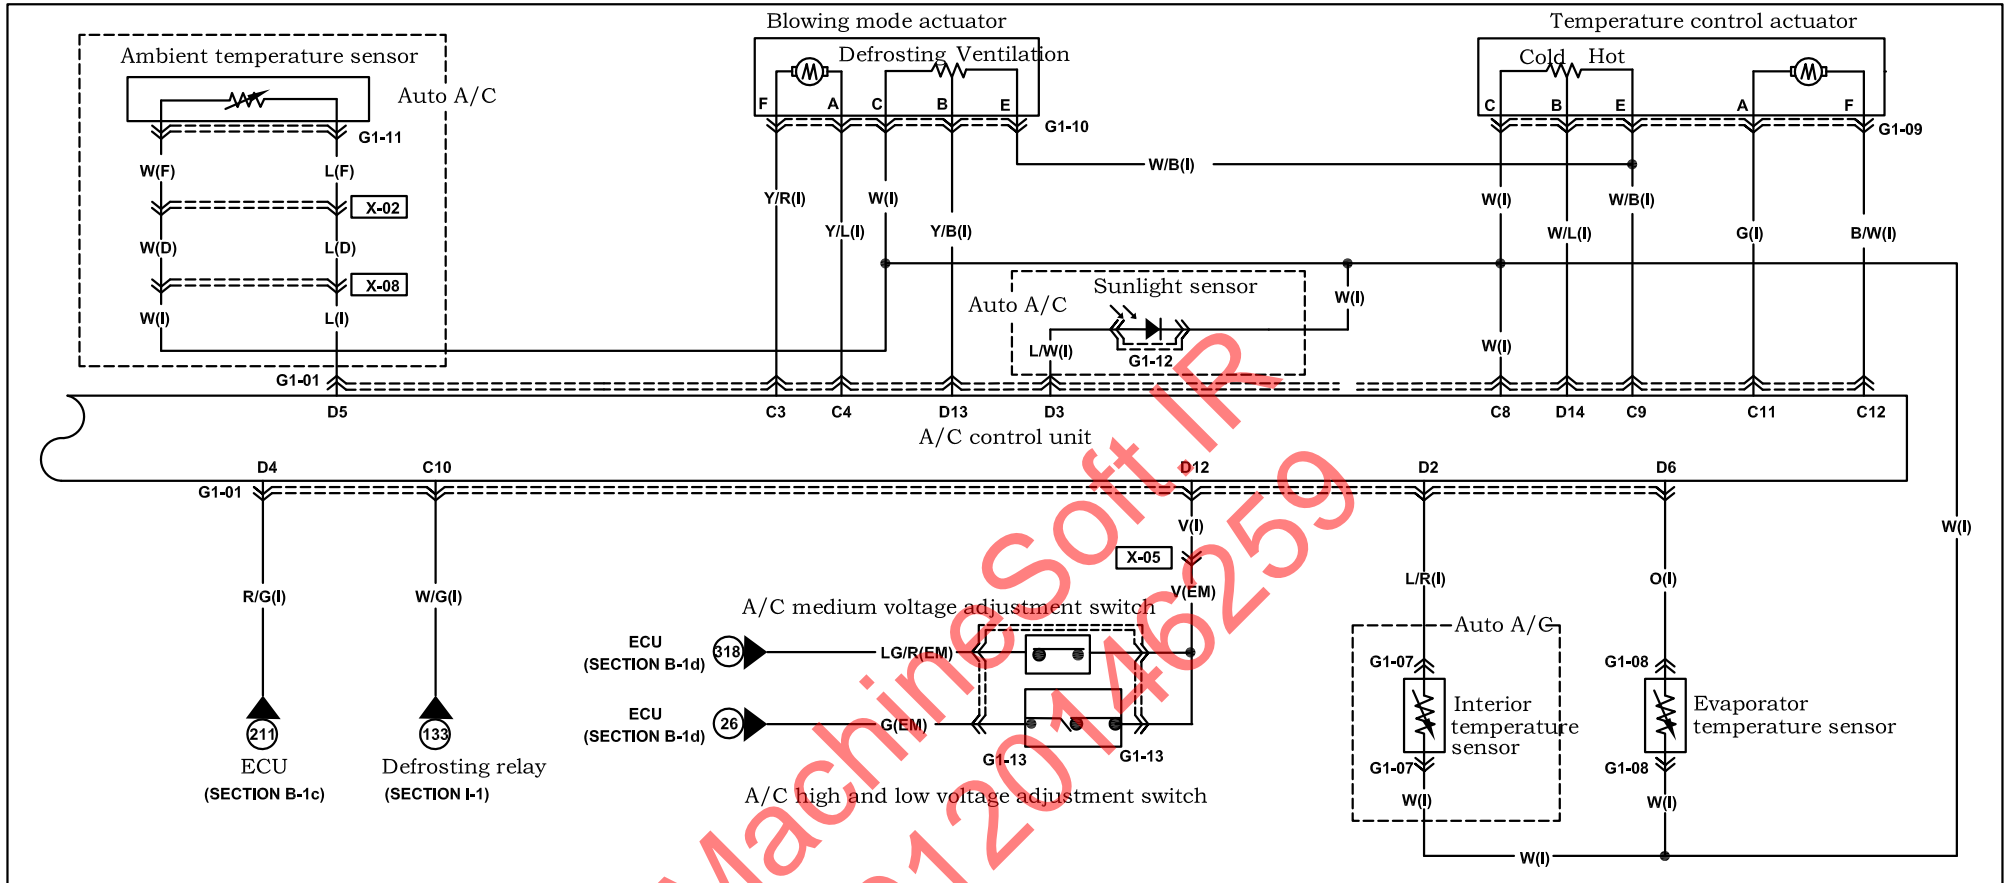 Blowing mode actuator
Temperature control actuator
Ambient temperature sensor
Defrosting Ventilation
Cold Hot
Auto A/C
F A C B E
C B E A F
G1-11
G1-10
G1-09
W(F) L(F)
W/B(I)
X-02
Y/R(I) W(I)
W(I) W/B(I)
W(D) L(D)
Y/L(I) Y/B(I)
W/L(I) G(I) B/W(I)
X-08
Sunlight sensor
Auto A/C
W(I)
W(I) L(I)
L/W(I)
G1-12
W(I)
G1-01
D5 C3 C4 D13 D3 C8 D14 C9 C11 C12
A/C control unit
D4 C10 D12 D2 D6
G1-01
V(I)
W(I)
X-05
R/G(I) W/G(I)
V(EM)
L/R(I) O(I)
A/C medium voltage adjustment switch
Auto A/C
ECU
(SECTION B-1d)
318
LG/R(EM)
G1-07
G1-08
ECU
(SECTION B-1d)
26
G(EM)
G1-13
G1-13
Interior
temperature
sensor
Evaporator
temperature sensor
211
133
ECU
(SECTION B-1c)
Defrosting relay
(SECTION I-1)
G1-07
G1-08
A/C high and low voltage adjustment switch
W(I)
W(I)
W(I)
MachineSoft.IR